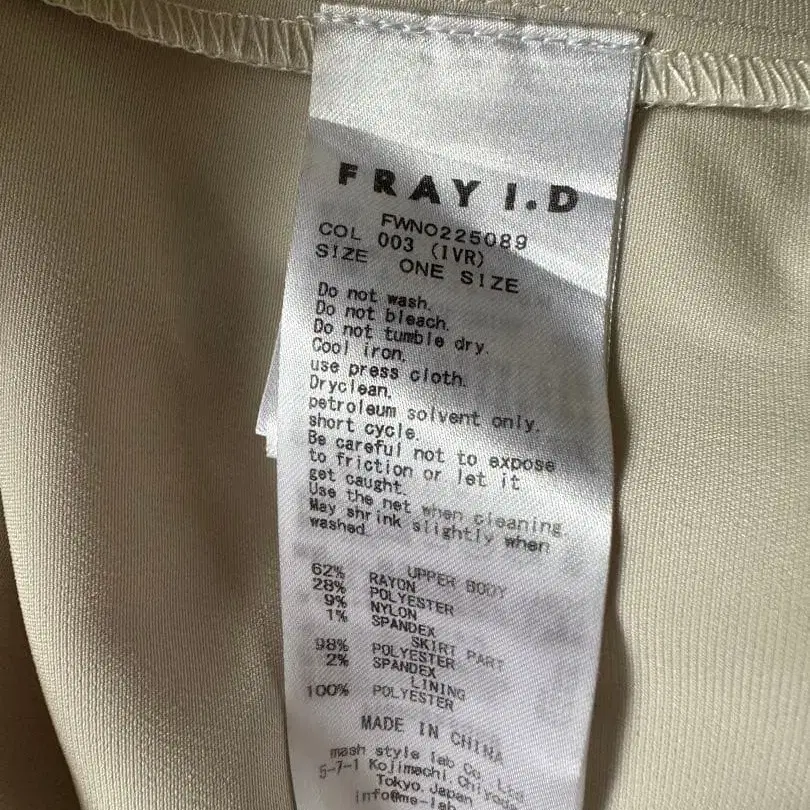 FRAY I.D
FWNO225089
COL 003 (IVR)
SIZE ONE SIZE
Do not wash.
Do not bleach.
Do not tumble dry.
Cool iron.
use press cloth.
Dryclean.
petroleum solvent only.
short cycle.
Be careful not to expose
to friction or let it
get caught.
Use the net when cleaning.
May shrink slightly when
washed.
UPPER BODY
62% RAYON
28% POLYESTER
9% NYLON
1% SPANDEX
SKIRT PART
98% POLYESTER
2% SPANDEX
LINING
100% POLYESTER
MADE IN CHINA
mash style lab Co., Ltd.
5-7-1 Kojimachi, Chiyoda
Tokyo, Japan